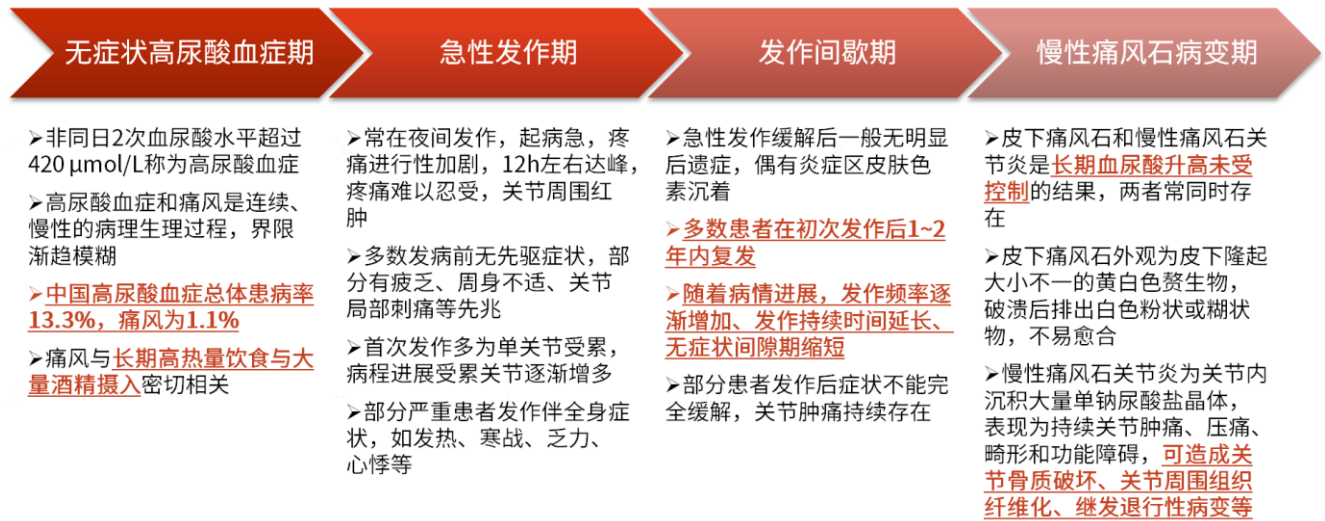 无症状高尿酸血症期
急性发作期
发作间歇期
慢性痛风石病变期
➢非同日2次血尿酸水平超过
420 μmol/L称为高尿酸血症
➢高尿酸血症和痛风是连续、
慢性的病理生理过程，界限
渐趋模糊
➢中国高尿酸血症总体患病率
13.3%，痛风为1.1%
➢痛风与长期高热量饮食与大
量酒精摄入密切相关
➢常在夜间发作，起病急，疼
痛进行性加剧，12h左右达峰，
疼痛难以忍受，关节周围红
肿
➢多数发病前无先驱症状，部
分有疲乏、周身不适、关节
局部刺痛等先兆
➢首次发作多为单关节受累，
病程进展受累关节逐渐增多
➢部分严重患者发作伴全身症
状，如发热、寒战、乏力、
心悸等
➢急性发作缓解后一般无明显
后遗症，偶有炎症区皮肤色
素沉着
➢多数患者在初次发作后1~2
年内复发
➢随着病情进展，发作频率逐
渐增加、发作持续时间延长、
无症状间隙期缩短
➢部分患者发作后症状不能完
全缓解，关节肿痛持续存在
➢皮下痛风石和慢性痛风石关
节炎是长期血尿酸升高未受
控制的结果，两者常同时存
在
➢皮下痛风石外观为皮下隆起
大小不一的黄白色赘生物，
破溃后排出白色粉状或糊状
物，不易愈合
➢慢性痛风石关节炎为关节内
沉积大量单钠尿酸盐晶体，
表现为持续关节肿痛、压痛、
畸形和功能障碍，可造成关
节骨质破坏、关节周围组织
纤维化、继发退行性病变等